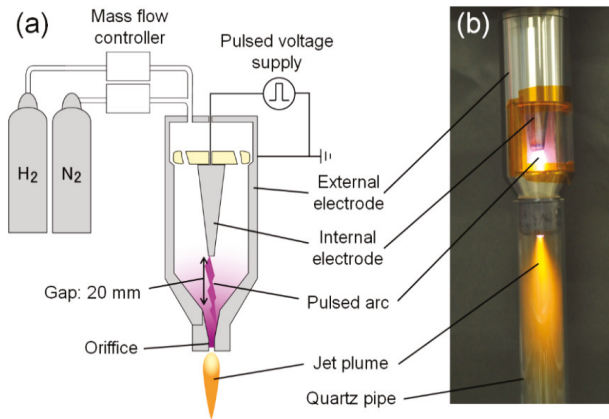 (a)
Mass flow
controller
Pulsed voltage
supply
H2
N2
Gap: 20 mm
Oriffice
External
electrode
Internal
electrode
Pulsed arc
Jet plume
Quartz pipe
(b)